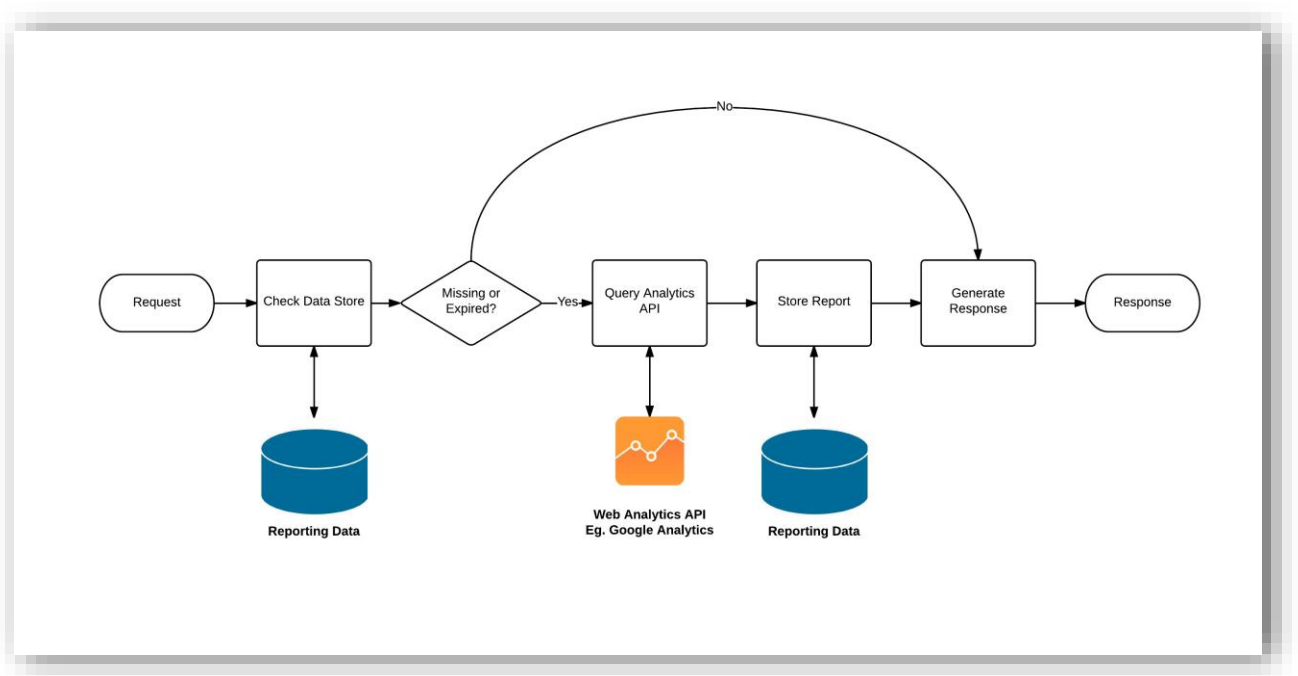 No
Request
Check Data Store
Missing or
Expired?
Yes
Query Analytics
API
Store Report
Generate
Response
Response
Reporting Data
Web Analytics API
Eg. Google Analytics
Reporting Data